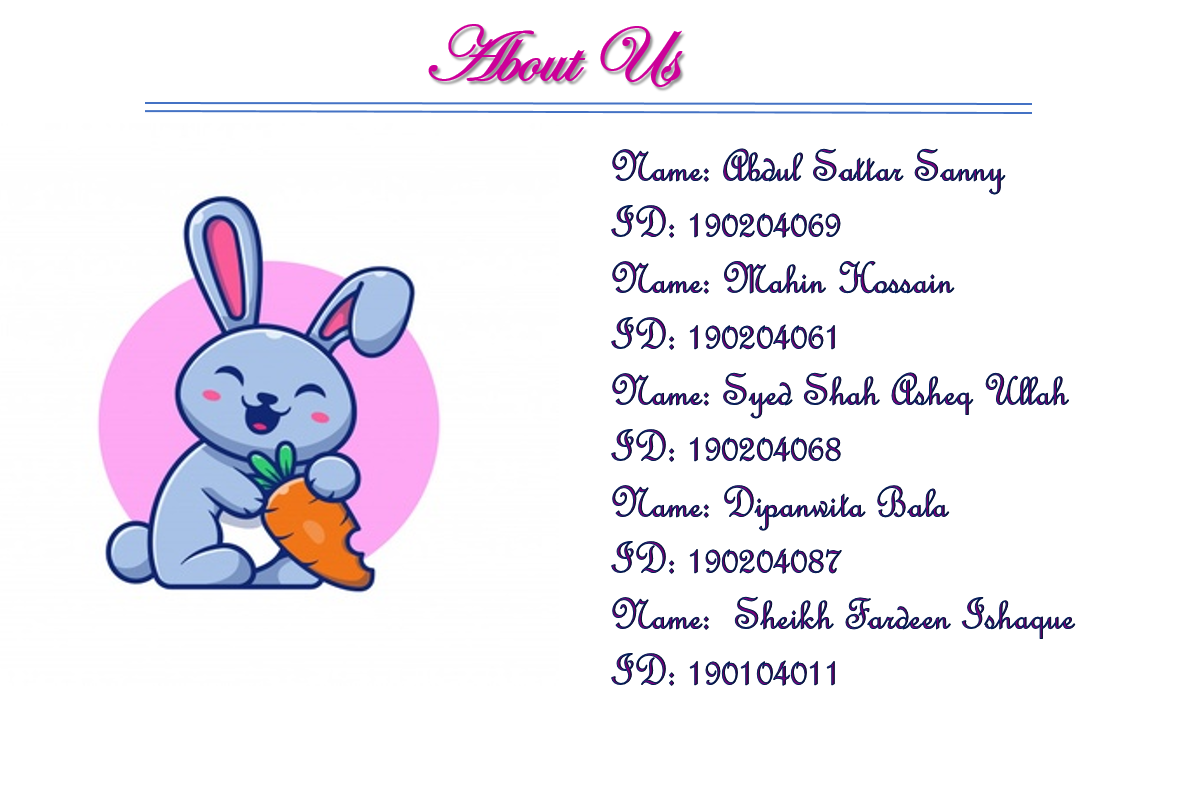 About Us
Name: Abdul Sattar Sanny
ID: 190204069
Name: Mahin Hossain
ID: 190204061
Name: Syed Shah Asheq Ullah
ID: 190204068
Name: Dipanwita Bala
ID: 190204087
Name: Sheikh Fardeen Ishaque
ID: 190104011